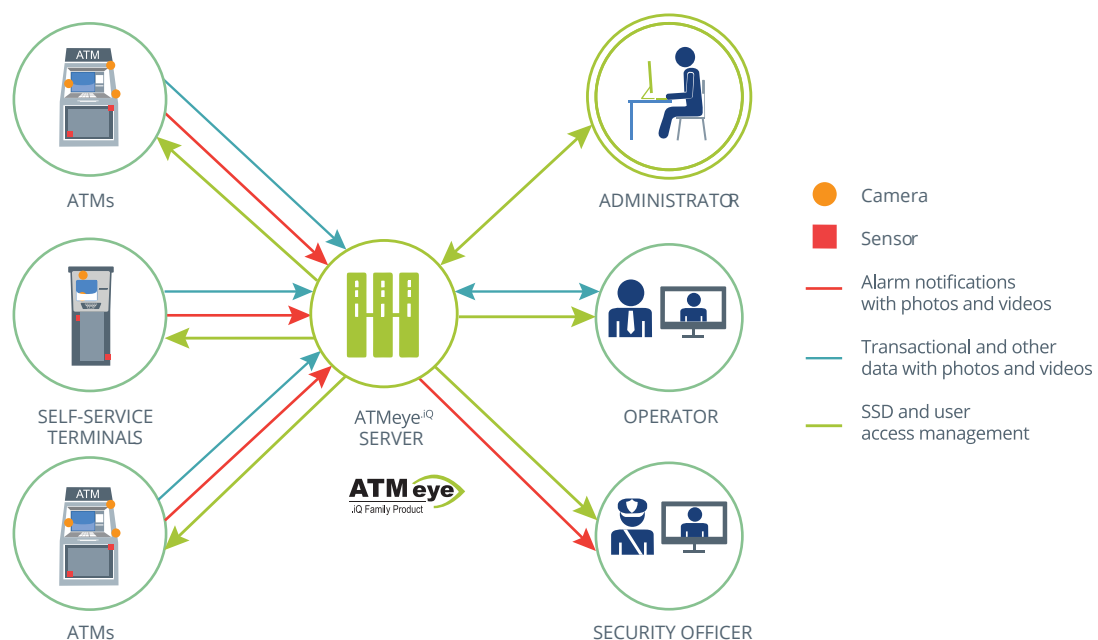 ATM
ATMs
SELF-SERVICE
TERMINALS
ATM
ATMs
ATMeye.iQ
SERVER
ATMeye
.iQ Family Product
ADMINISTRATOR
OPERATOR
SECURITY OFFICER
Camera
Sensor
Alarm notifications
with photos and videos
Transactional and other
data with photos and videos
SSD and user
access management